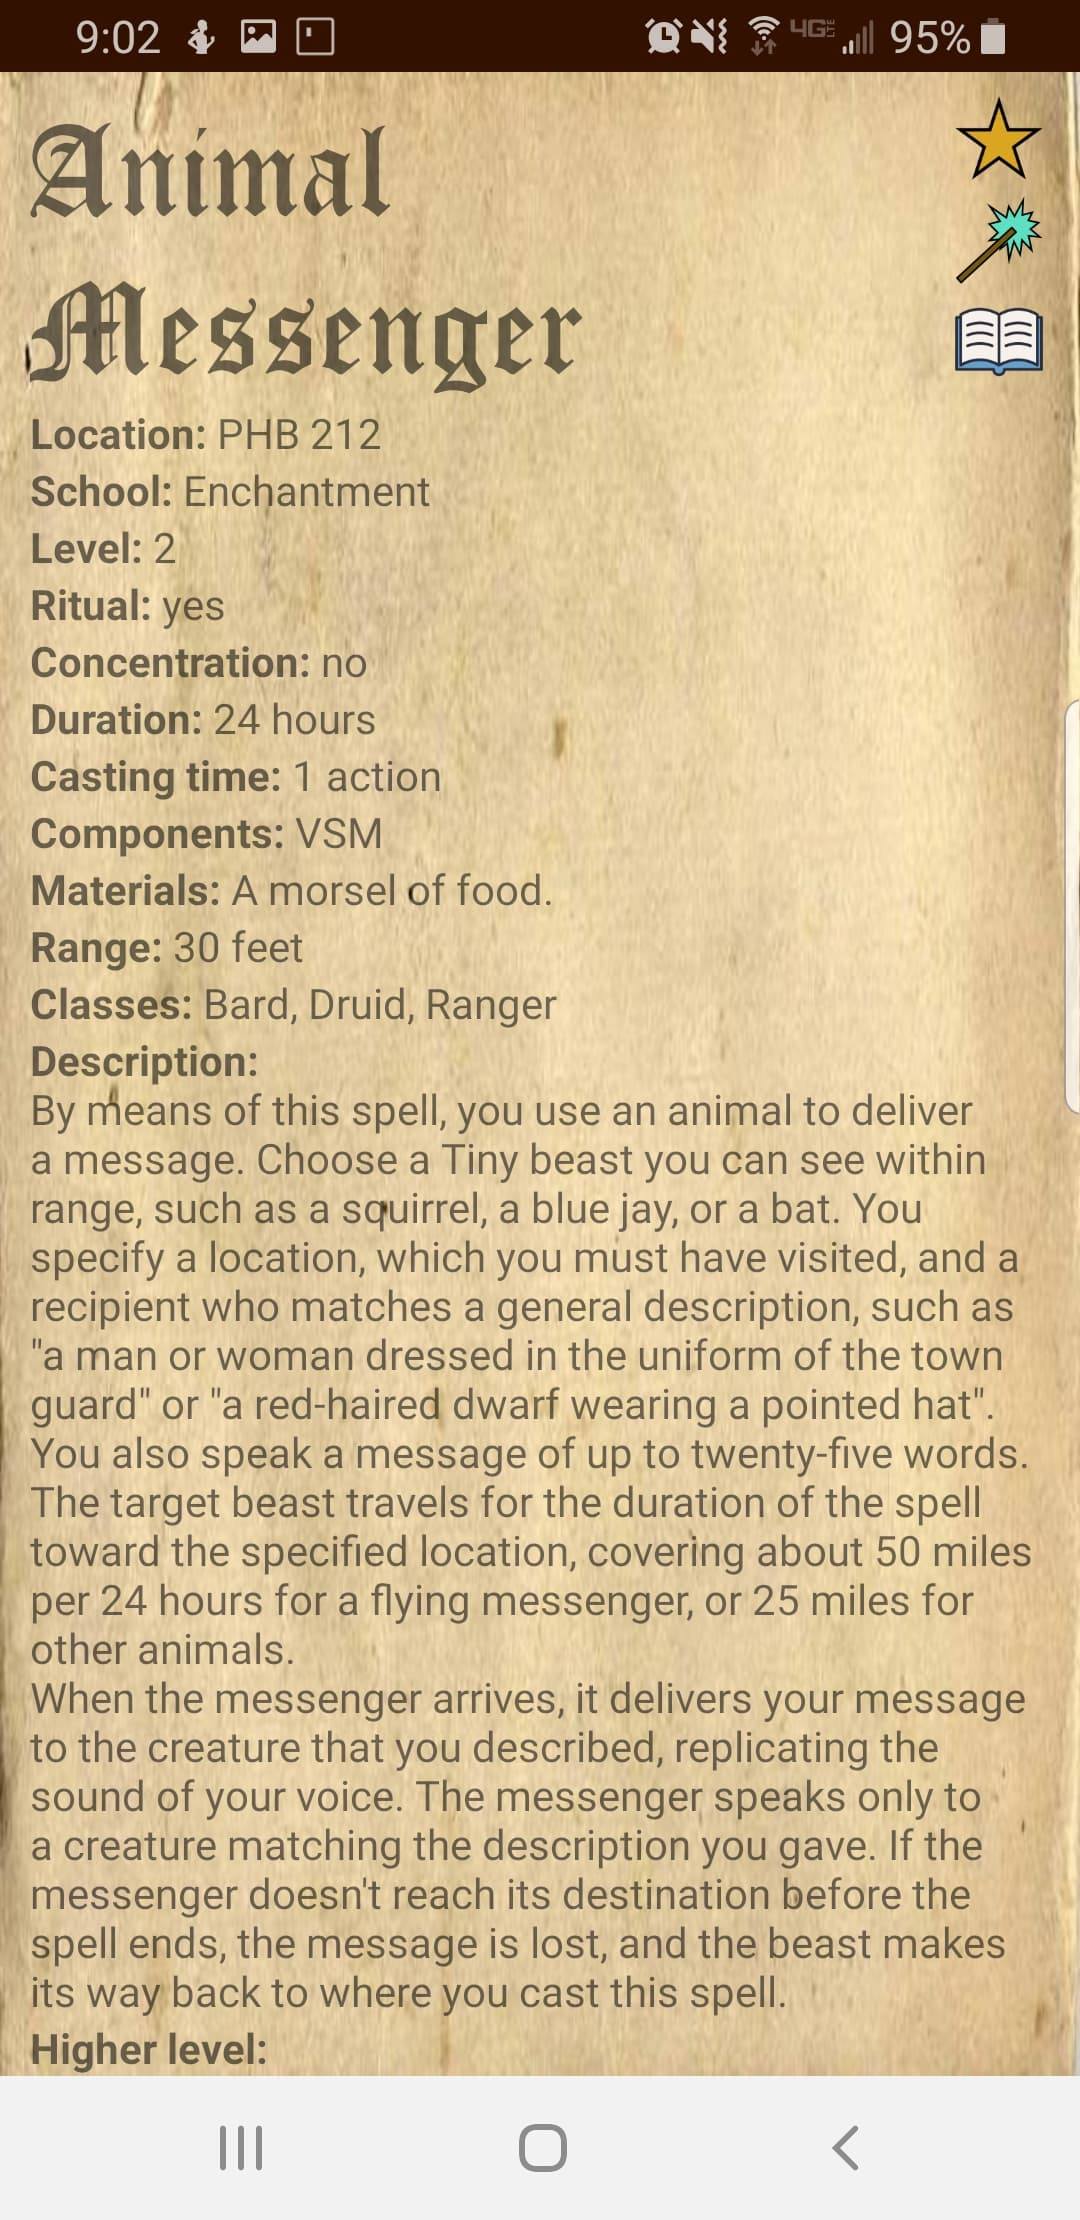 9:02 4G LTE 95%
Animal
Messenger
Location: PHB 212
School: Enchantment
Level: 2
Ritual: yes
Concentration: no
Duration: 24 hours
Casting time: 1 action
Components: VSM
Materials: A morsel of food.
Range: 30 feet
Classes: Bard, Druid, Ranger
Description:
By means of this spell, you use an animal to deliver
a message. Choose a Tiny beast you can see within
range, such as a squirrel, a blue jay, or a bat. You
specify a location, which you must have visited, and a
recipient who matches a general description, such as
"a man or woman dressed in the uniform of the town
guard" or "a red-haired dwarf wearing a pointed hat".
You also speak a message of up to twenty-five words.
The target beast travels for the duration of the spell
toward the specified location, covering about 50 miles
per 24 hours for a flying messenger, or 25 miles for
other animals.
When the messenger arrives, it delivers your message
to the creature that you described, replicating the
sound of your voice. The messenger speaks only to
a creature matching the description you gave. If the
messenger doesn't reach its destination before the
spell ends, the message is lost, and the beast makes
its way back to where you cast this spell.
Higher level: